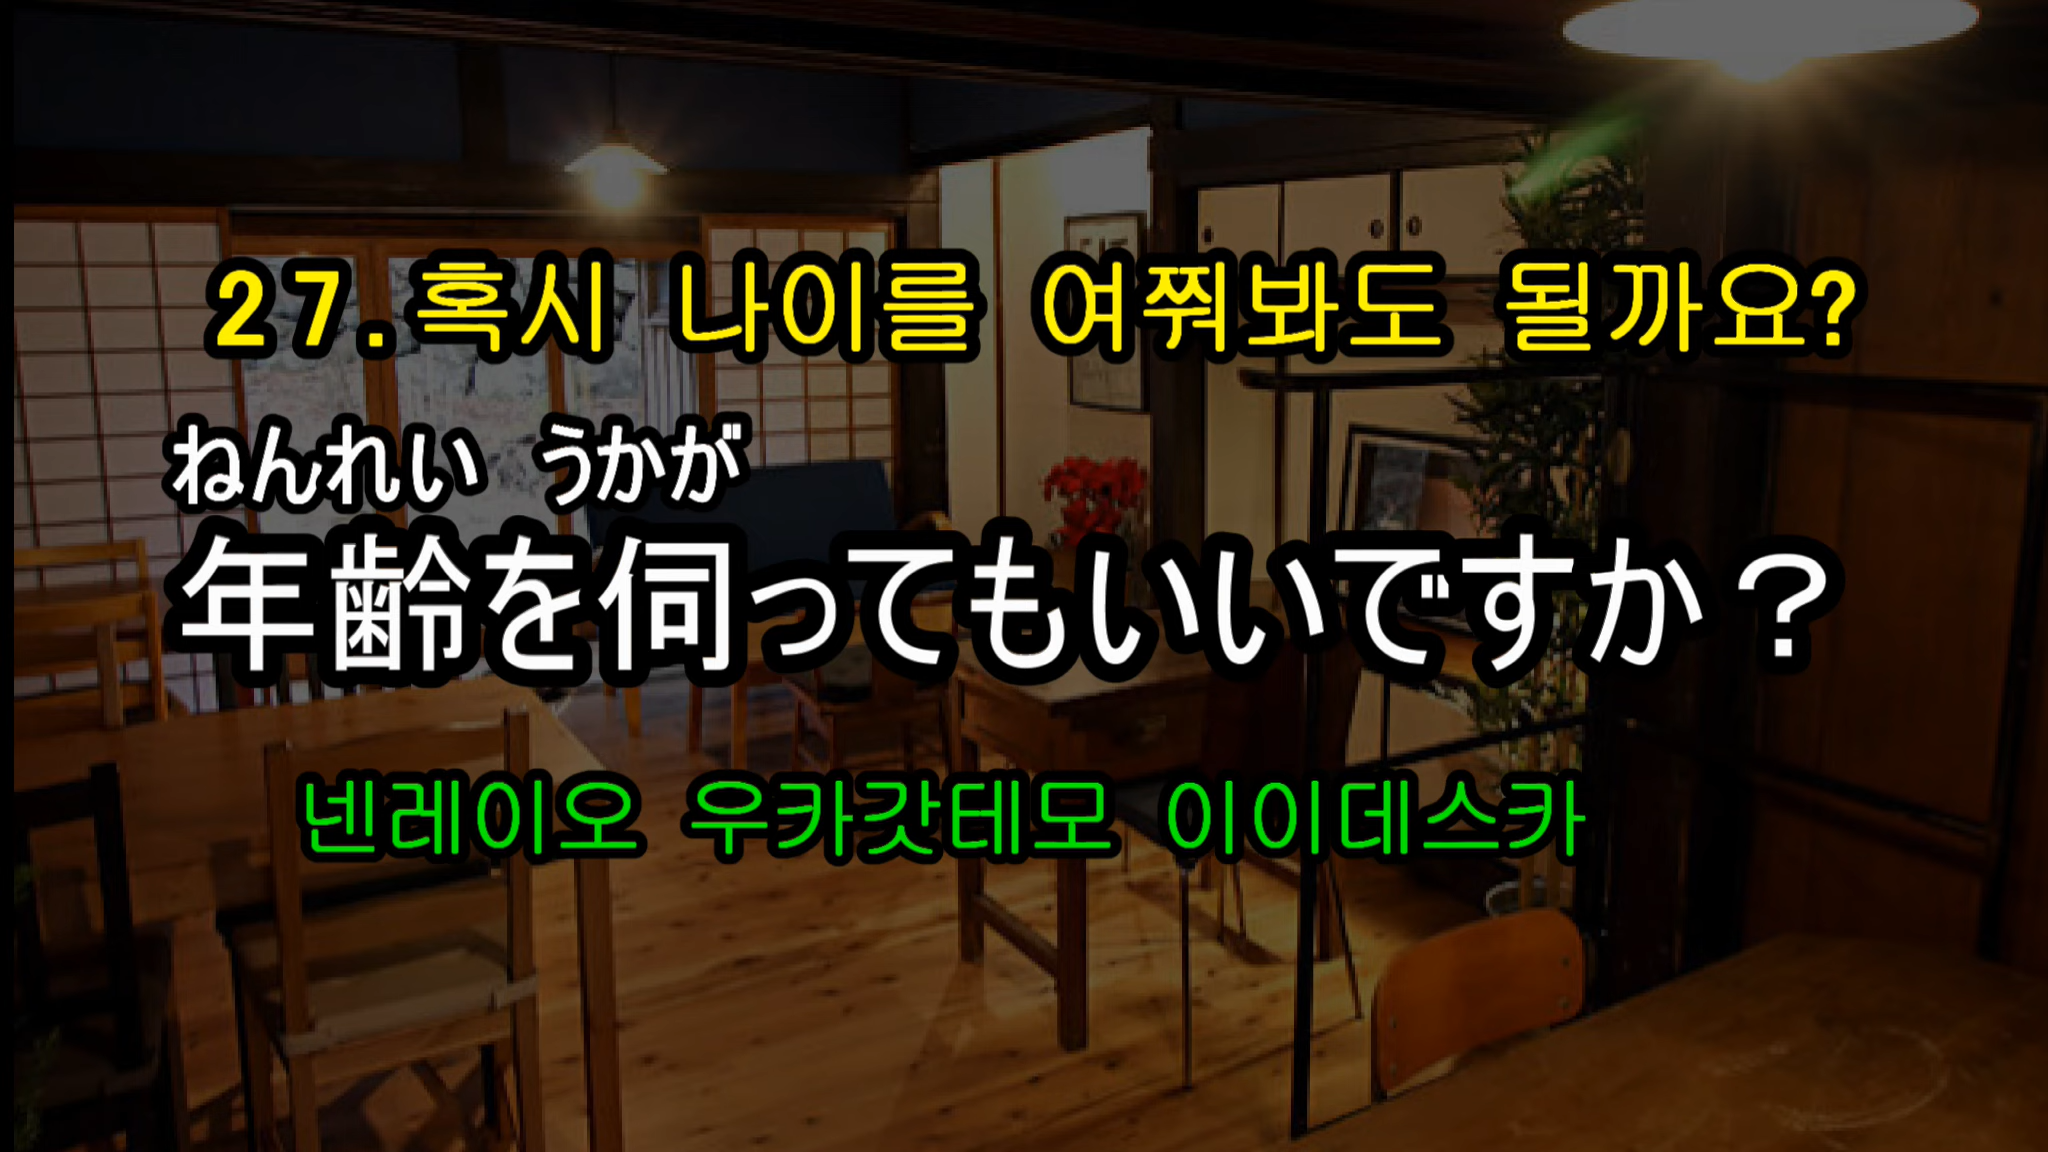 27.혹시 나이를 여쭤봐도 될까요?
ねんれい うかが
年齢を伺ってもいいですか？
넨레이오 우카갓테모 이이데스카